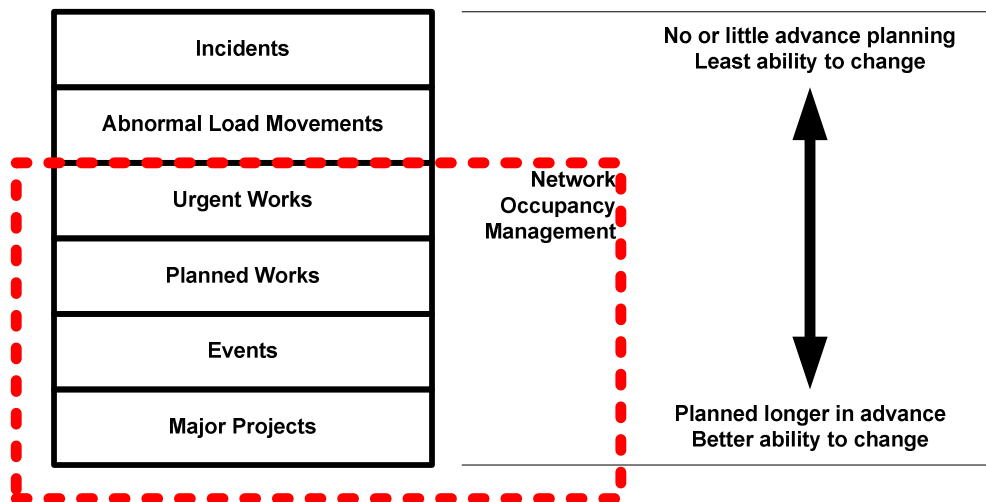 Incidents
Abnormal Load Movements
Urgent Works
Planned Works
Events
Major Projects
Network
Occupancy
Management
No or little advance planning
Least ability to change
Planned longer in advance
Better ability to change